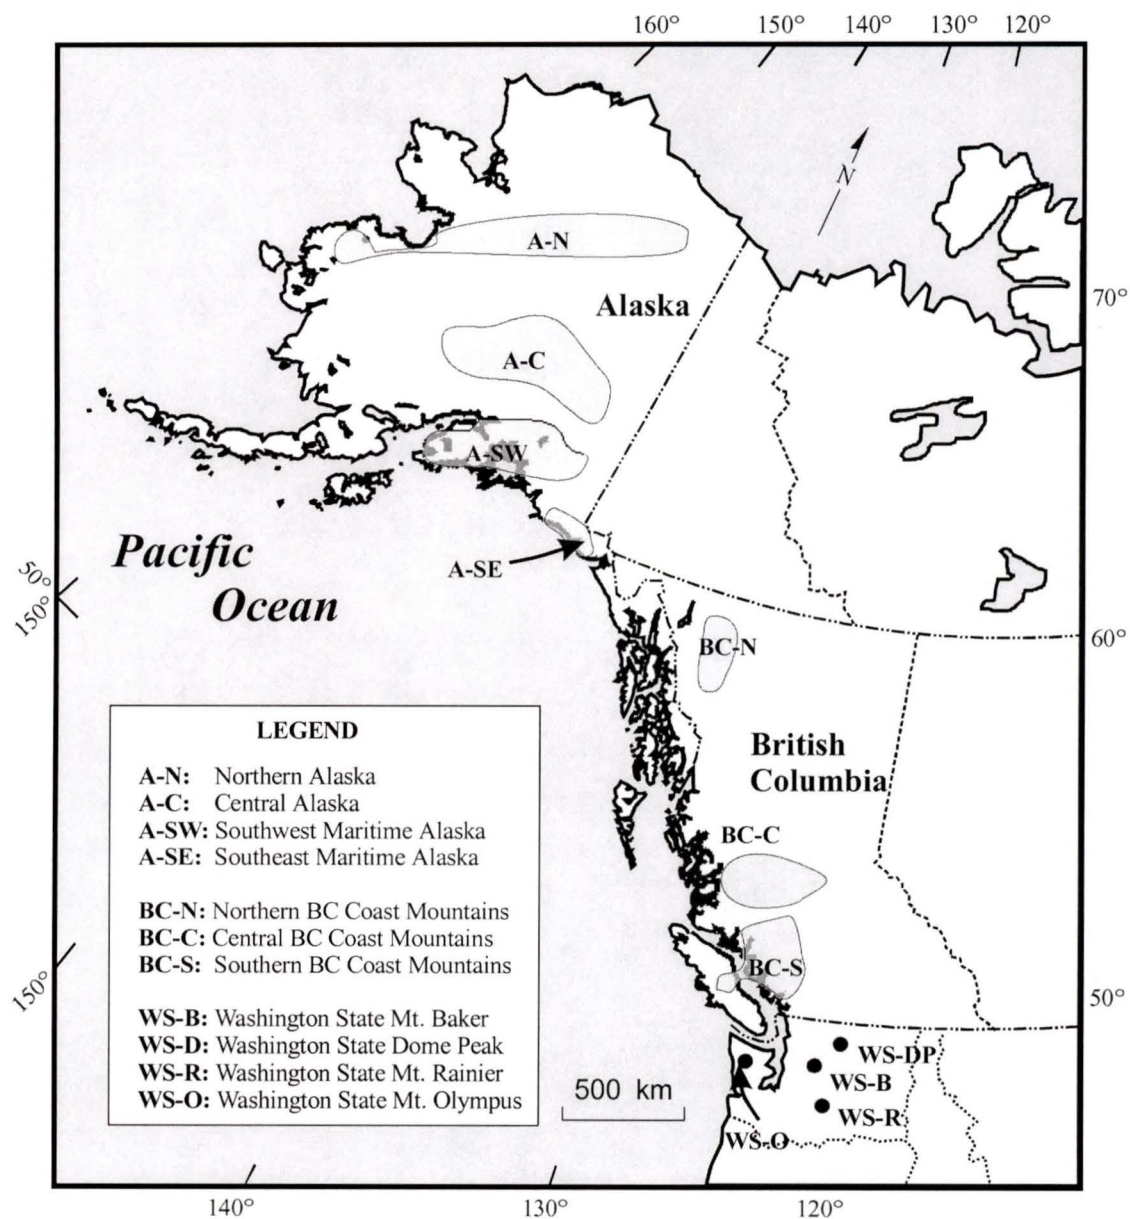 160° 150° 140° 130° 120°
N
A-N
Alaska
70°
A-C
A-SW
Pacific
Ocean
A-SE
50°
150°
60°
BC-N
LEGEND
British
Columbia
A-N: Northern Alaska
A-C: Central Alaska
A-SW: Southwest Maritime Alaska
A-SE: Southeast Maritime Alaska
BC-C
BC-N: Northern BC Coast Mountains
BC-C: Central BC Coast Mountains
BC-S: Southern BC Coast Mountains
BC-S
150°
50°
WS-B: Washington State Mt. Baker
WS-D: Washington State Dome Peak
WS-R: Washington State Mt. Rainier
WS-O: Washington State Mt. Olympus
WS-DP
WS-B
500 km
WS-R
WS-O
140° 130° 120°